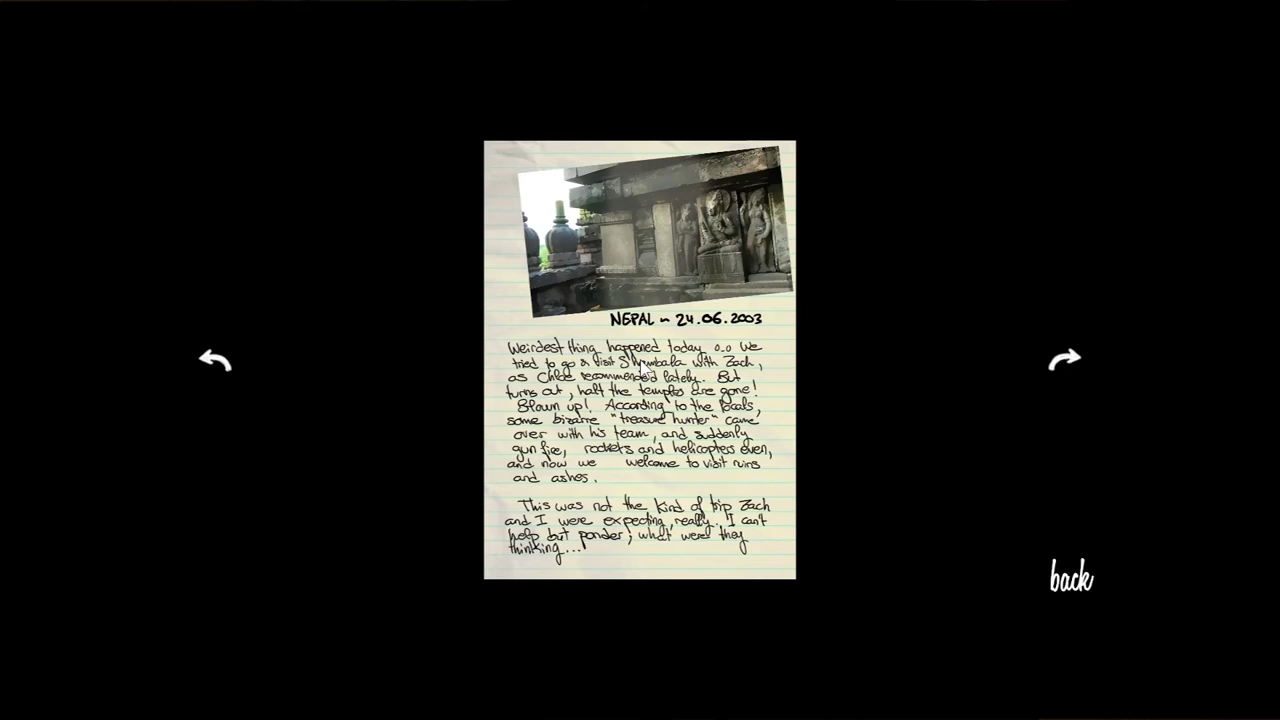 NEPAL ~ 24.06.2003
Weirdest thing happened today o.o We
tried to go & visit Shambala with Zach,
as Chloe recommended lately. But
turns out, half the temples are gone!
Blown up! According to the locals,
some bizarre "treasure hunter" came
over with his team, and suddenly
gun fire, rockets and helicopters even,
and now we welcome to visit ruins
and ashes.
This was not the kind of trip Zach
and I were expecting, really. I can't
help but ponder; what were they
thinking...
back